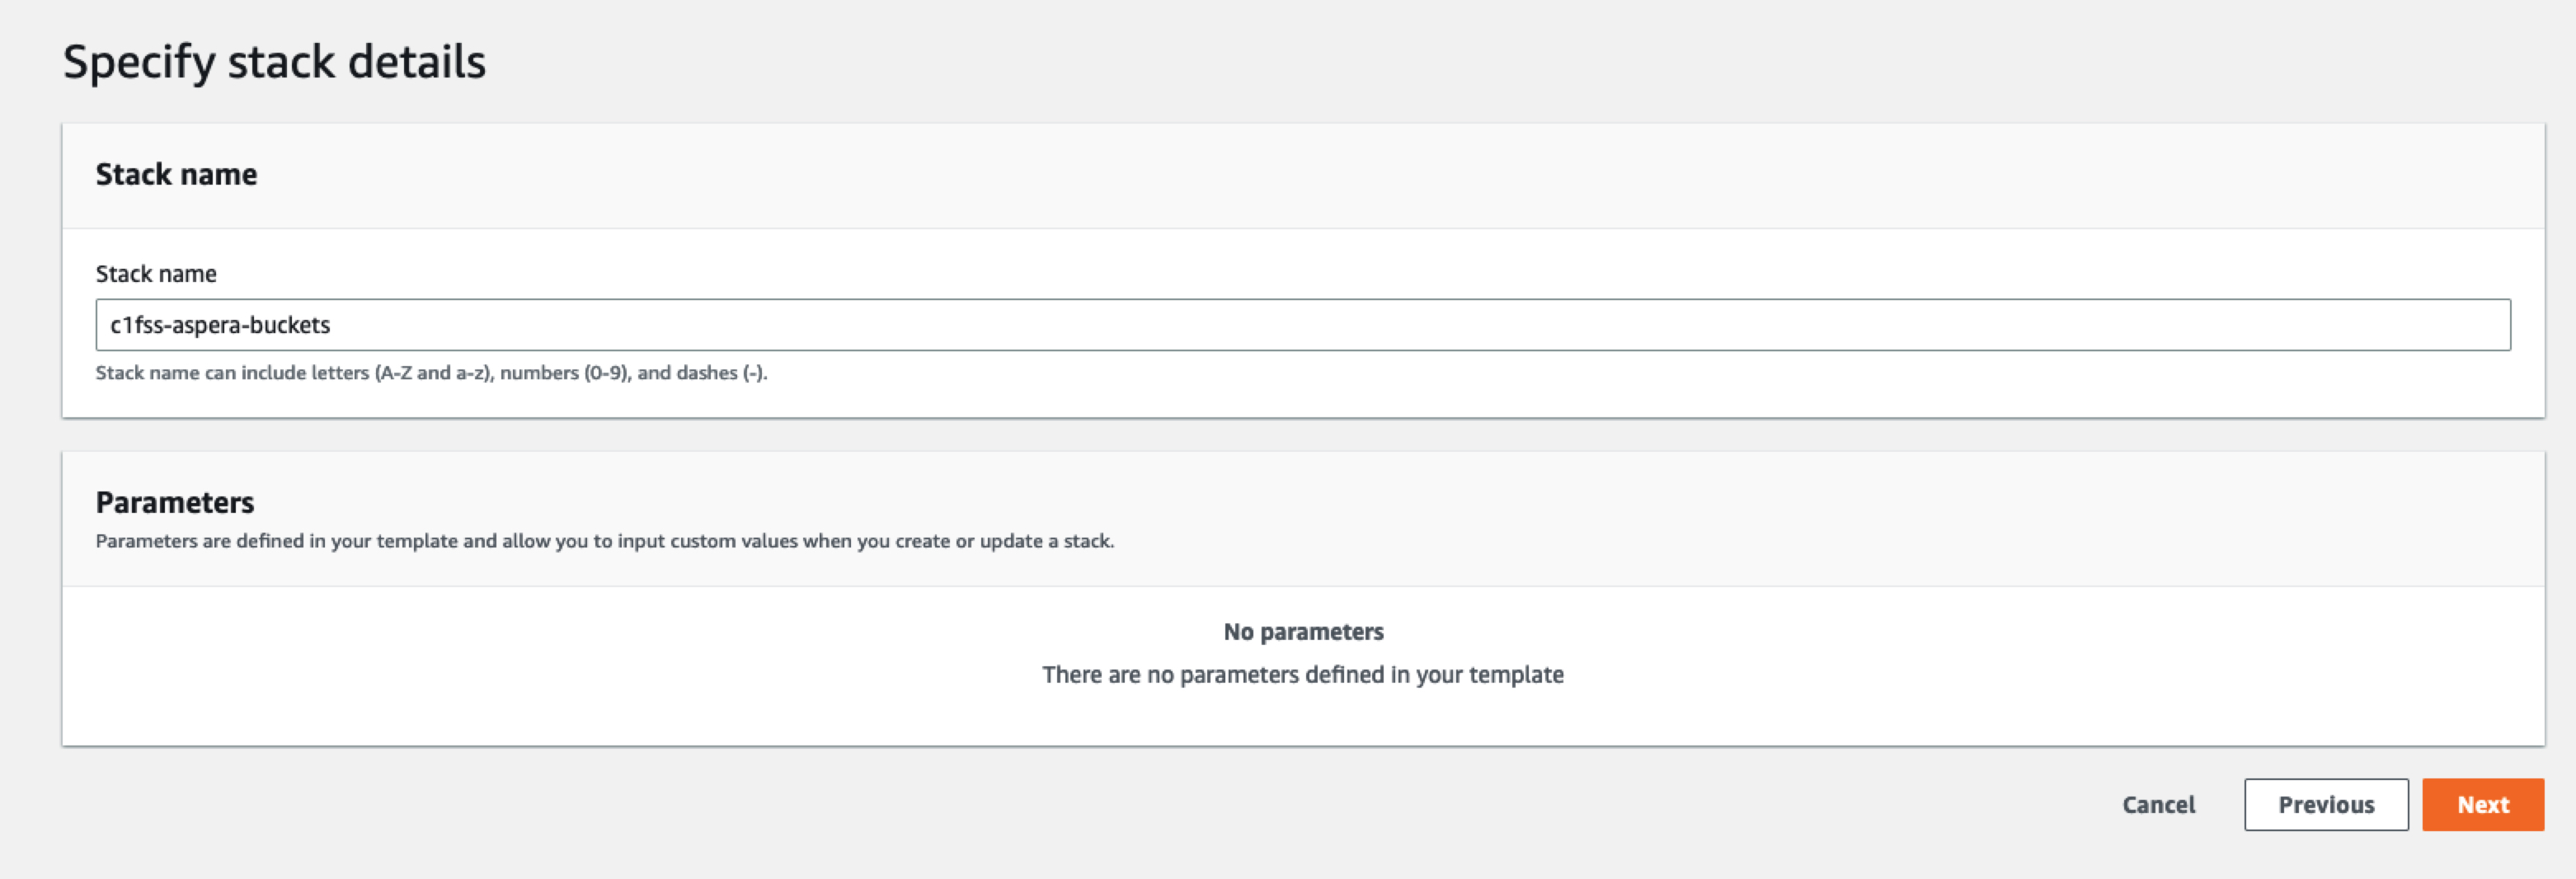 Specify stack details
Stack name
Stack name
c1fss-aspera-buckets
Stack name can include letters (A-Z and a-z), numbers (0-9), and dashes (-).
Parameters
Parameters are defined in your template and allow you to input custom values when you create or update a stack.
No parameters
There are no parameters defined in your template
Cancel Previous Next